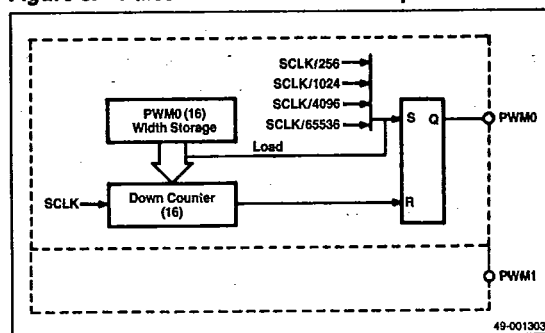 SCLK/256
SCLK/1024
SCLK/4096
SCLK/65536
PWM0 (16)
Width Storage
Load
S Q
PWM0
SCLK
Down Counter
(16)
R
PWM1
49-001303